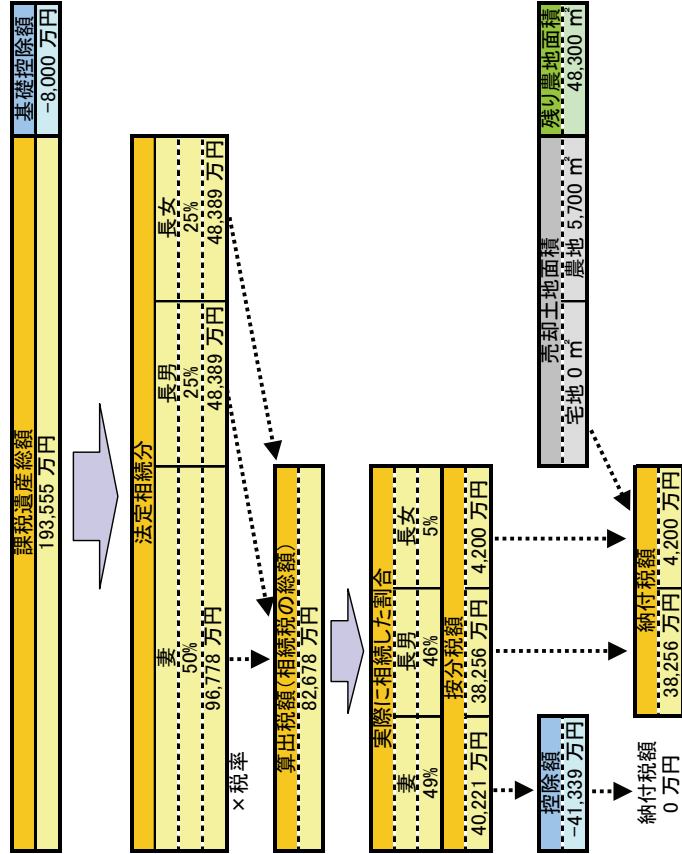 課税遺産総額
193,555 万円
基礎控除額
-8,000 万円
法定相続分
妻 長男 長女
50% 25% 25%
96,778 万円 48,389 万円 48,389 万円
×税率
算出税額(相続税の総額)
82,678 万円
実際に相続した割合
妻 長男 長女
49% 46% 5%
按分税額
40,221 万円 38,256 万円 4,200 万円
控除額
-41,339 万円
納付税額
0 万円
納付税額
38,256 万円 4,200 万円
売却土地面積
宅地 0 ㎡ 農地 5,700 ㎡
残り農地面積
48,300 ㎡